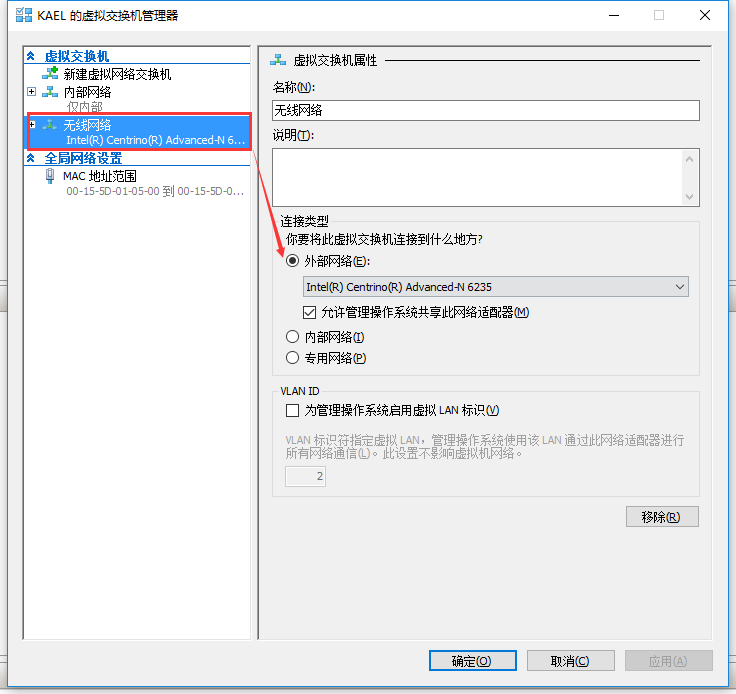 KAEL 的虚拟交换机管理器
虚拟交换机
新建虚拟网络交换机
内部网络
仅内部
无线网络
Intel(R) Centrino(R) Advanced-N 6...
全局网络设置
MAC 地址范围
00-15-5D-01-05-00 到 00-15-5D-0...
虚拟交换机属性
名称(N):
无线网络
说明(T):
连接类型
你要将此虚拟交换机连接到什么地方?
外部网络(E):
Intel(R) Centrino(R) Advanced-N 6235
允许管理操作系统共享此网络适配器(M)
内部网络(I)
专用网络(P)
VLAN ID
为管理操作系统启用虚拟 LAN 标识(V)
VLAN 标识符指定虚拟 LAN，管理操作系统使用该 LAN 通过此网络适配器进行
所有网络通信(L)。此设置不影响虚拟机网络。
2
移除(R)
确定(O)
取消(C)
应用(A)